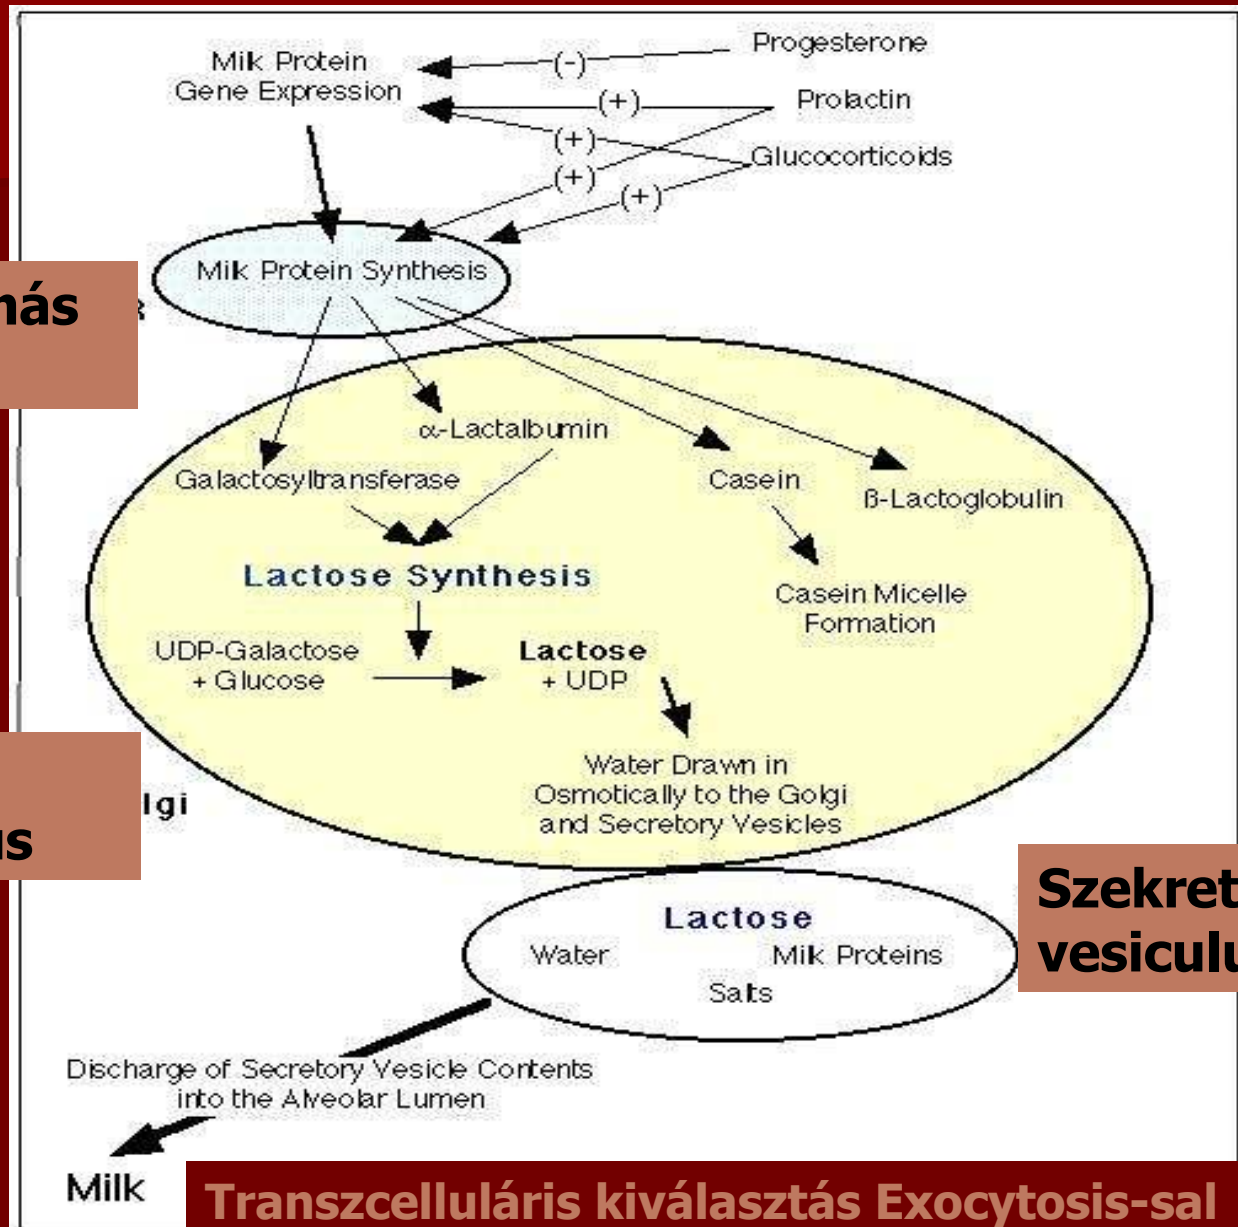 Progesterone
Milk Protein
Gene Expression
(-)
(+)
Prolactin
(+)
Glucocorticoids
(+)
(+)
Milk Protein Synthesis
α-Lactalbumin
Galactosyltransferase
Casein
ß-Lactoglobulin
Lactose Synthesis
Casein Micelle
Formation
UDP-Galactose
+ Glucose
Lactose
+ UDP
Water Drawn in
Osmotically to the Golgi
and Secretory Vesicles
lgi
Lactose
Water
Milk Proteins
Salts
Discharge of Secretory Vesicle Contents
into the Alveolar Lumen
Milk
Transzcelluláris kiválasztás Exocytosis-sal